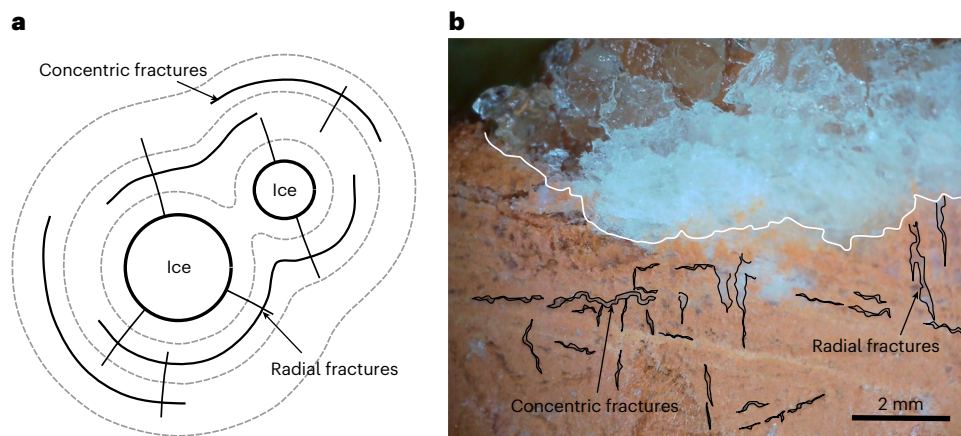 a
Concentric fractures
Ice
Ice
Radial fractures
b
Radial fractures
Concentric fractures
2 mm